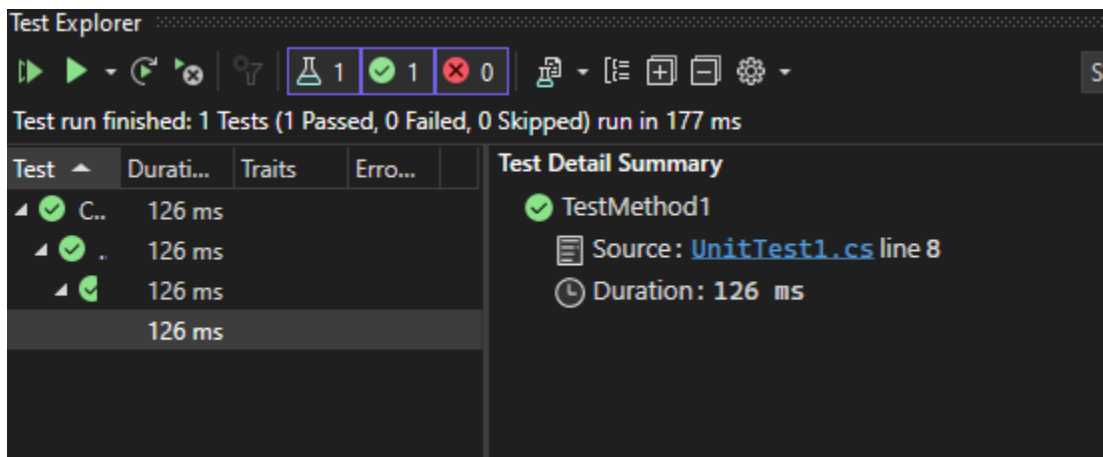 Test Explorer
1 1 0
S
Test run finished: 1 Tests (1 Passed, 0 Failed, 0 Skipped) run in 177 ms
Test Durati... Traits Erro...
C.. 126 ms
. 126 ms
126 ms
126 ms
Test Detail Summary
TestMethod1
Source: UnitTest1.cs line 8
Duration: 126 ms